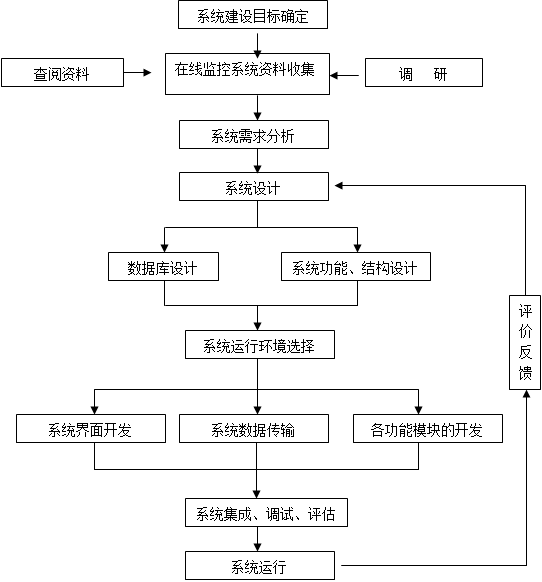 系统建设目标确定
查阅资料
在线监控系统资料收集
调 研
系统需求分析
系统设计
数据库设计
系统功能、结构设计
评价反馈
系统运行环境选择
系统界面开发
系统数据传输
各功能模块的开发
系统集成、调试、评估
系统运行